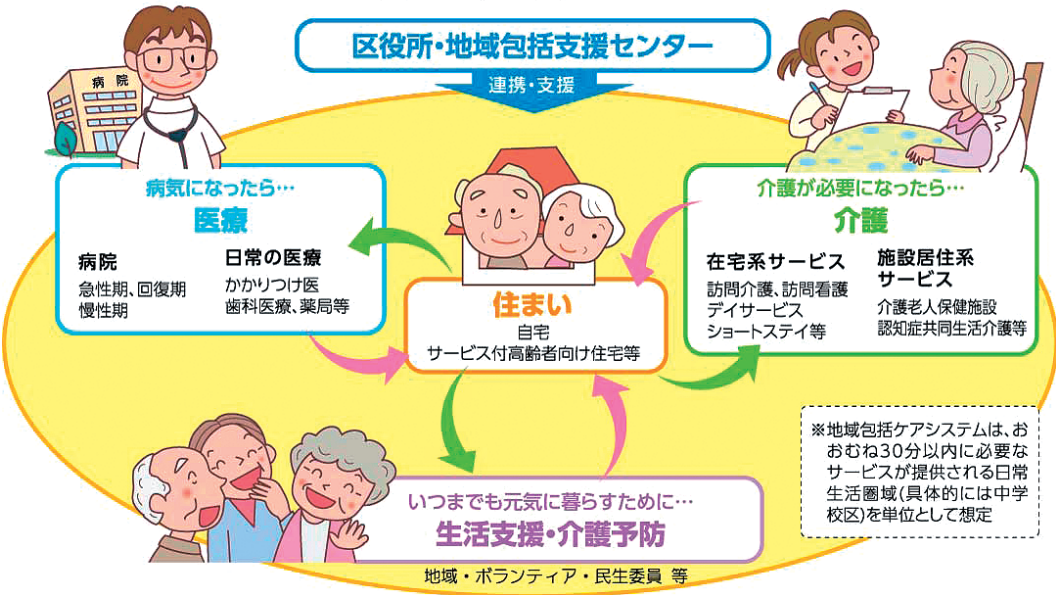 区役所・地域包括支援センター
連携・支援
病院
病気になったら…
医療
病院
急性期、回復期
慢性期
日常の医療
かかりつけ医
歯科医療、薬局等
住まい
自宅
サービス付高齢者向け住宅等
介護が必要になったら…
介護
在宅系サービス
訪問介護、訪問看護
デイサービス
ショートステイ等
施設居住系
サービス
介護老人保健施設
認知症共同生活介護等
いつまでも元気に暮らすために…
生活支援・介護予防
地域・ボランティア・民生委員 等
※地域包括ケアシステムは、お
おむね30分以内に必要な
サービスが提供される日常
生活圏域(具体的には中学
校区)を単位として想定